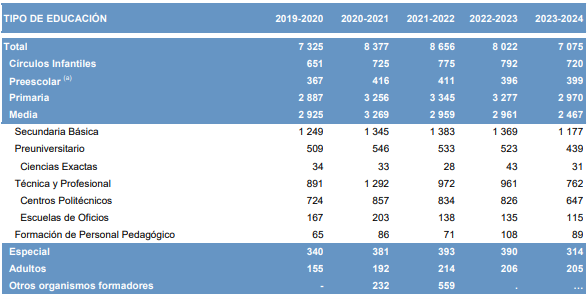 TIPO DE EDUCACIÓN 2019-2020 2020-2021 2021-2022 2022-2023 2023-2024
Total 7 325 8 377 8 656 8 022 7 075
Círculos Infantiles 651 725 775 792 720
Preescolar (a) 367 416 411 396 399
Primaria 2 887 3 256 3 345 3 277 2 970
Media 2 925 3 269 2 959 2 961 2 467
Secundaria Básica 1 249 1 345 1 383 1 369 1 177
Preuniversitario 509 546 533 523 439
Ciencias Exactas 34 33 28 43 31
Técnica y Profesional 891 1 292 972 961 762
Centros Politécnicos 724 857 834 826 647
Escuelas de Oficios 167 203 138 135 115
Formación de Personal Pedagógico 65 86 71 108 89
Especial 340 381 393 390 314
Adultos 155 192 214 206 205
Otros organismos formadores - 232 559 . ...